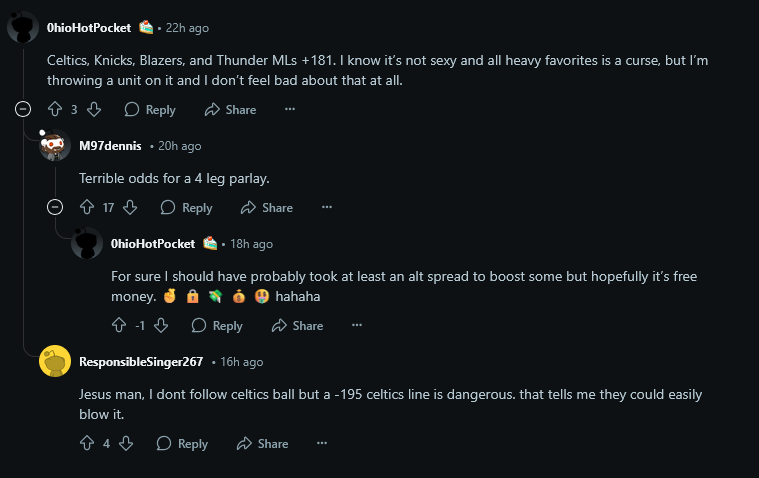 0hioHotPocket • 22h ago
Celtics, Knicks, Blazers, and Thunder MLs +181. I know it's not sexy and all heavy favorites is a curse, but I'm
throwing a unit on it and I don't feel bad about that at all.
3 Reply Share ...
M97dennis • 20h ago
Terrible odds for a 4 leg parlay.
17 Reply Share ...
0hioHotPocket • 18h ago
For sure I should have probably took at least an alt spread to boost some but hopefully it's free
money. 🤞 🔒 💸 💰 🤑 hahaha
-1 Reply Share ...
ResponsibleSinger267 • 16h ago
Jesus man, I dont follow celtics ball but a -195 celtics line is dangerous. that tells me they could easily
blow it.
4 Reply Share ...